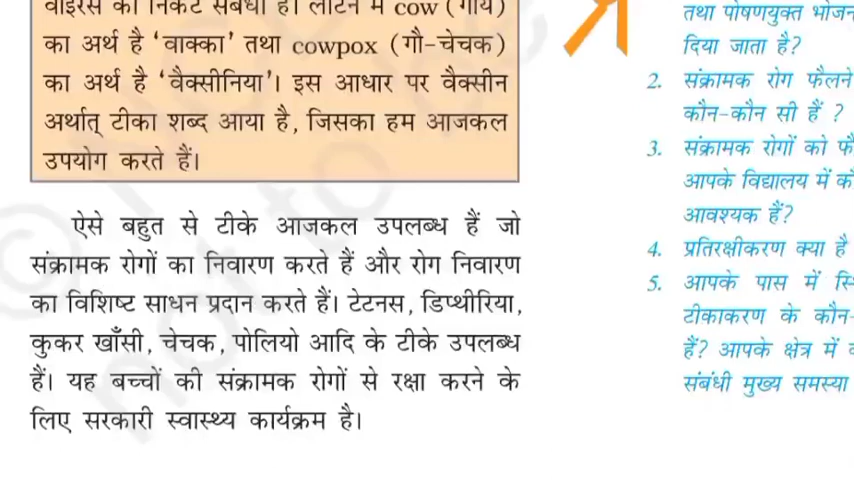 वाइरस का निकट संबंधी है। लैटिन में cow (गाय)
का अर्थ है ‘वाक्का’ तथा cowpox (गौ-चेचक)
का अर्थ है ‘वैक्सीनिया’। इस आधार पर वैक्सीन
अर्थात् टीका शब्द आया है, जिसका हम आजकल
उपयोग करते हैं।
ऐसे बहुत से टीके आजकल उपलब्ध हैं जो
संक्रामक रोगों का निवारण करते हैं और रोग निवारण
का विशिष्ट साधन प्रदान करते हैं। टेटनस, डिप्थीरिया,
कुकर खाँसी, चेचक, पोलियो आदि के टीके उपलब्ध
हैं। यह बच्चों की संक्रामक रोगों से रक्षा करने के
लिए सरकारी स्वास्थ्य कार्यक्रम है।
तथा पोषणयुक्त भोजन
दिया जाता है?
2. संक्रामक रोग फैलने
कौन-कौन सी हैं ?
3. संक्रामक रोगों को
आपके विद्यालय में
आवश्यक हैं?
4. प्रतिरक्षीकरण क्या है
5. आपके पास में
टीकाकरण के कौन-
हैं? आपके क्षेत्र में
संबंधी मुख्य समस्या